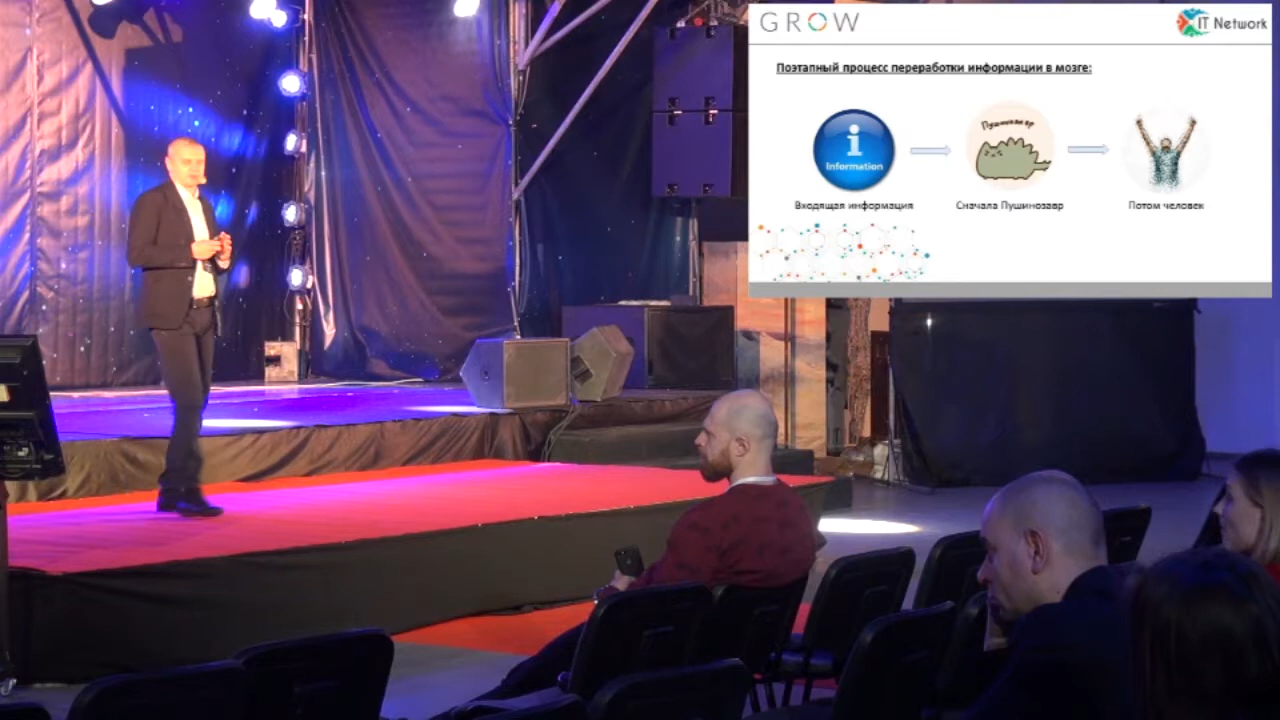 GROW
IT Network
Поэтапный процесс переработки информации в мозге:
i
Information
Пушинозавр
Входящая информация
Сначала Пушинозавр
Потом человек